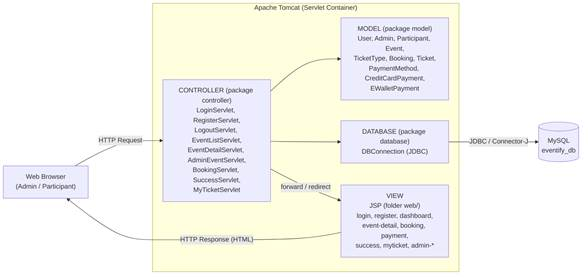 Apache Tomcat (Servlet Container)
MODEL (package model)
User, Admin, Participant,
Event,
TicketType, Booking, Ticket,
PaymentMethod,
CreditCardPayment,
EWalletPayment
CONTROLLER (package
controller)
LoginServlet,
RegisterServlet,
LogoutServlet,
EventListServlet,
EventDetailServlet,
AdminEventServlet,
BookingServlet,
SuccessServlet,
MyTicketServlet
HTTP Request
DATABASE (package
database)
DBConnection (JDBC)
JDBC / Connector-J
MySQL
eventify_db
Web Browser
(Admin / Participant)
forward / redirect
VIEW
JSP (folder web/)
login, register, dashboard,
event-detail, booking,
payment,
success, myticket, admin-*
HTTP Response (HTML)